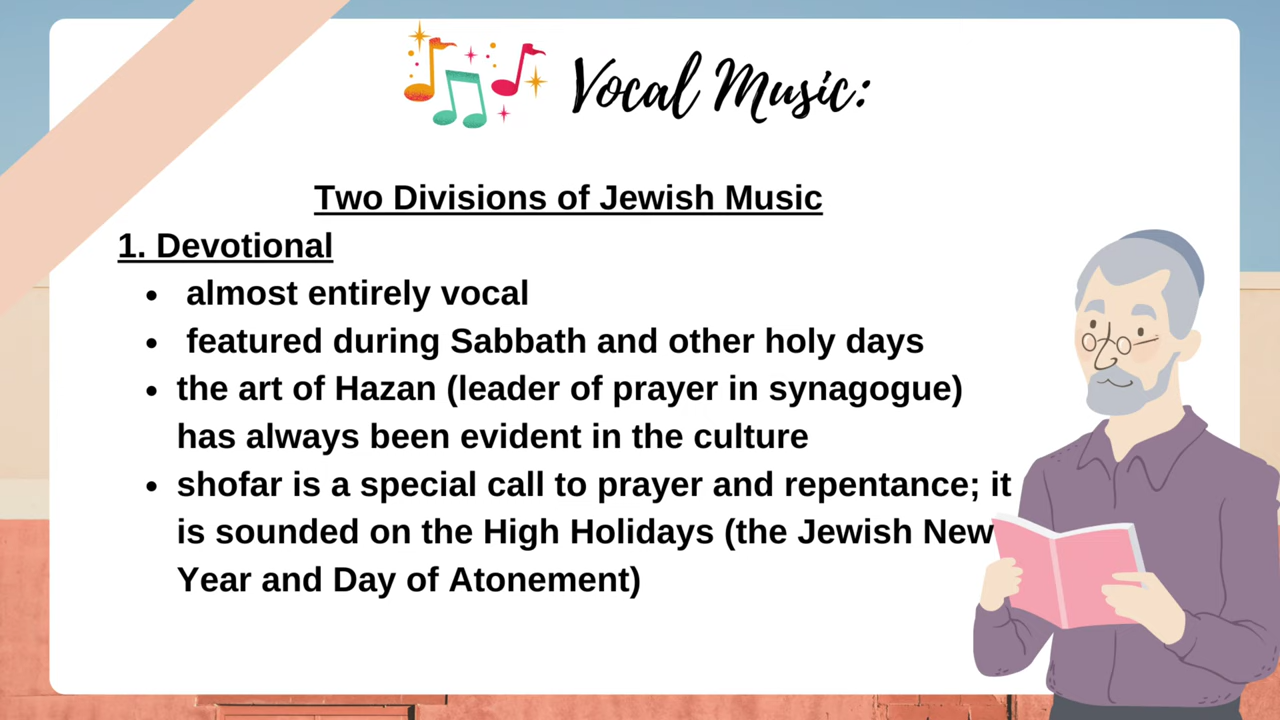 Vocal Music:
Two Divisions of Jewish Music
1. Devotional
• almost entirely vocal
• featured during Sabbath and other holy days
• the art of Hazan (leader of prayer in synagogue)
has always been evident in the culture
• shofar is a special call to prayer and repentance; it
is sounded on the High Holidays (the Jewish New
Year and Day of Atonement)